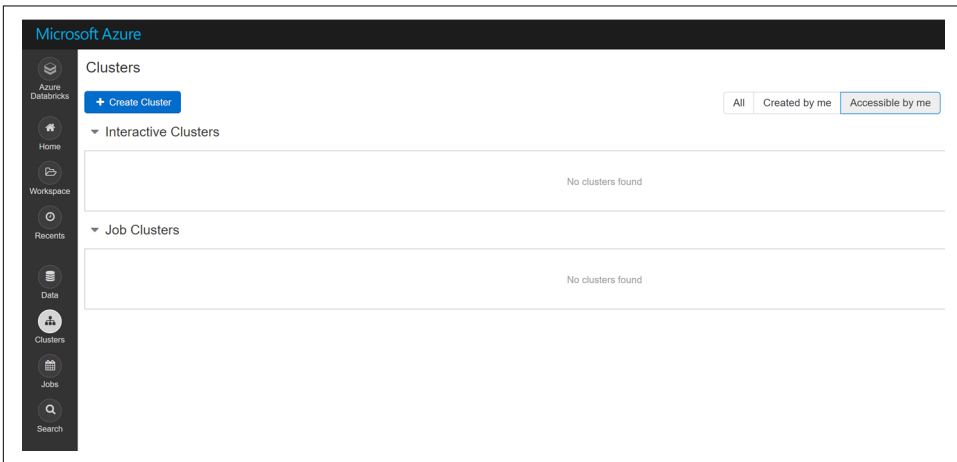 Microsoft Azure
Azure
Databricks
Home
Workspace
Recents
Data
Clusters
Jobs
Search
Clusters
+ Create Cluster
All Created by me Accessible by me
Interactive Clusters
No clusters found
Job Clusters
No clusters found